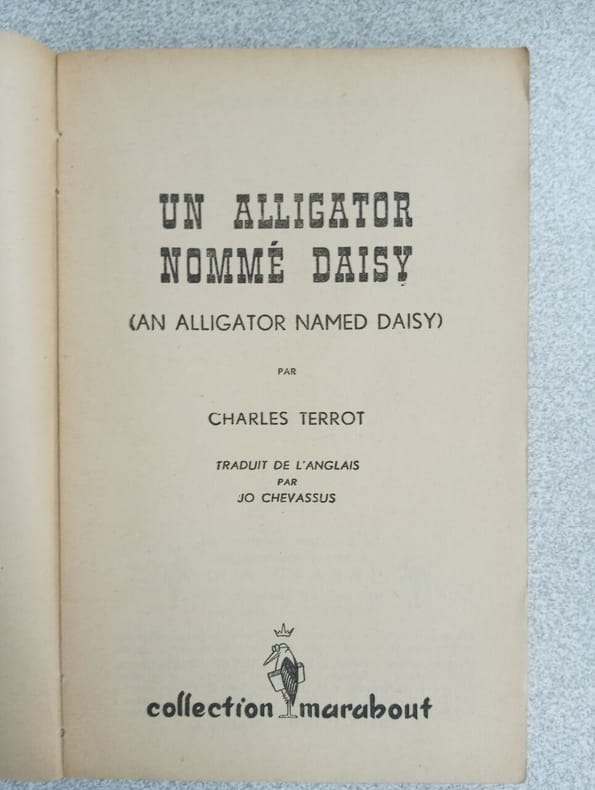 UN ALLIGATOR
NOMMÉ DAISY
(AN ALLIGATOR NAMED DAISY)
PAR
CHARLES TERROT
TRADUIT DE L'ANGLAIS
PAR
JO CHEVASSUS
collection marabout